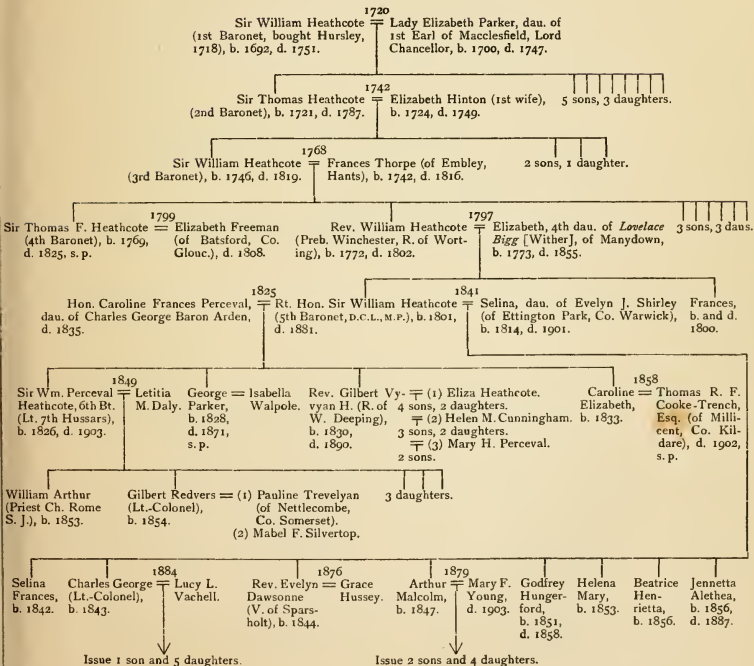 1720
Sir William Heathcote = Lady Elizabeth Parker, dau. of
(1st Baronet, bought Hursley, 1st Earl of Macclesfield, Lord
1718), b. 1692, d. 1751. Chancellor, b. 1700, d. 1747.
1742
Sir Thomas Heathcote = Elizabeth Hinton (1st wife), 5 sons, 3 daughters.
(2nd Baronet), b. 1721, d. 1787. b. 1724, d. 1749.
1768
Sir William Heathcote = Frances Thorpe (of Embley, 2 sons, 1 daughter.
(3rd Baronet), b. 1746, d. 1819. Hants), b. 1742, d. 1816.
1799 1797
Sir Thomas F. Heathcote = Elizabeth Freeman Rev. William Heathcote = Elizabeth, 4th dau. of Lovelace 3 sons, 3 daus.
(4th Baronet), b. 1769, (of Batsford, Co. (Preb. Winchester, R. of Wort- Bigg [Wither], of Manydown,
d. 1825, s. p. Glouc.), d. 1808. ing), b. 1772, d. 1802. b. 1773, d. 1855.
1825 1841
Hon. Caroline Frances Perceval, = Rt. Hon. Sir William Heathcote = Selina, dau. of Evelyn J. Shirley Frances,
dau. of Charles George Baron Arden, (5th Baronet, D.C.L., M.P.), b. 1801, (of Ettington Park, Co. Warwick), b. and d.
d. 1835. d. 1881. b. 1814, d. 1901. 1800.
1849 1858
Sir Wm. Perceval = Letitia George = Isabella Rev. Gilbert Vy- = (1) Eliza Heathcote. Caroline = Thomas R. F.
Heathcote, 6th Bt. M. Daly. Parker, Walpole. vyan H. (R. of 4 sons, 2 daughters. Elizabeth, Cooke-Trench,
(Lt. 7th Hussars), b. 1828, W. Deeping), = (2) Helen M. Cunningham. b. 1833. Esq. (of Milli-
b. 1826, d. 1903. d. 1871, b. 1830, 3 sons, 2 daughters. cent, Co. Kil-
s. p. d. 1890. = (3) Mary H. Perceval. dare), d. 1902,
2 sons. s. p.
William Arthur Gilbert Redvers = (1) Pauline Trevelyan 3 daughters.
(Priest Ch. Rome (Lt.-Colonel), (of Nettlecombe,
S. J.), b. 1853. b. 1854. Co. Somerset).
(2) Mabel F. Silvertop.
1884 1876 1879
Selina Charles George = Lucy L. Rev. Evelyn = Grace Arthur = Mary F. Godfrey Helena Beatrice Jennetta
Frances, (Lt.-Colonel), Vachell. Dawsonne Hussey. Malcolm, Young, Hunger- Mary, Hen- Alethea,
b. 1842. b. 1843. (V. of Spars- b. 1847. d. 1903. ford, b. 1853. rietta, b. 1856,
holt), b. 1844. b. 1851, b. 1856. d. 1887.
d. 1858.
Issue 1 son and 5 daughters. Issue 2 sons and 4 daughters.